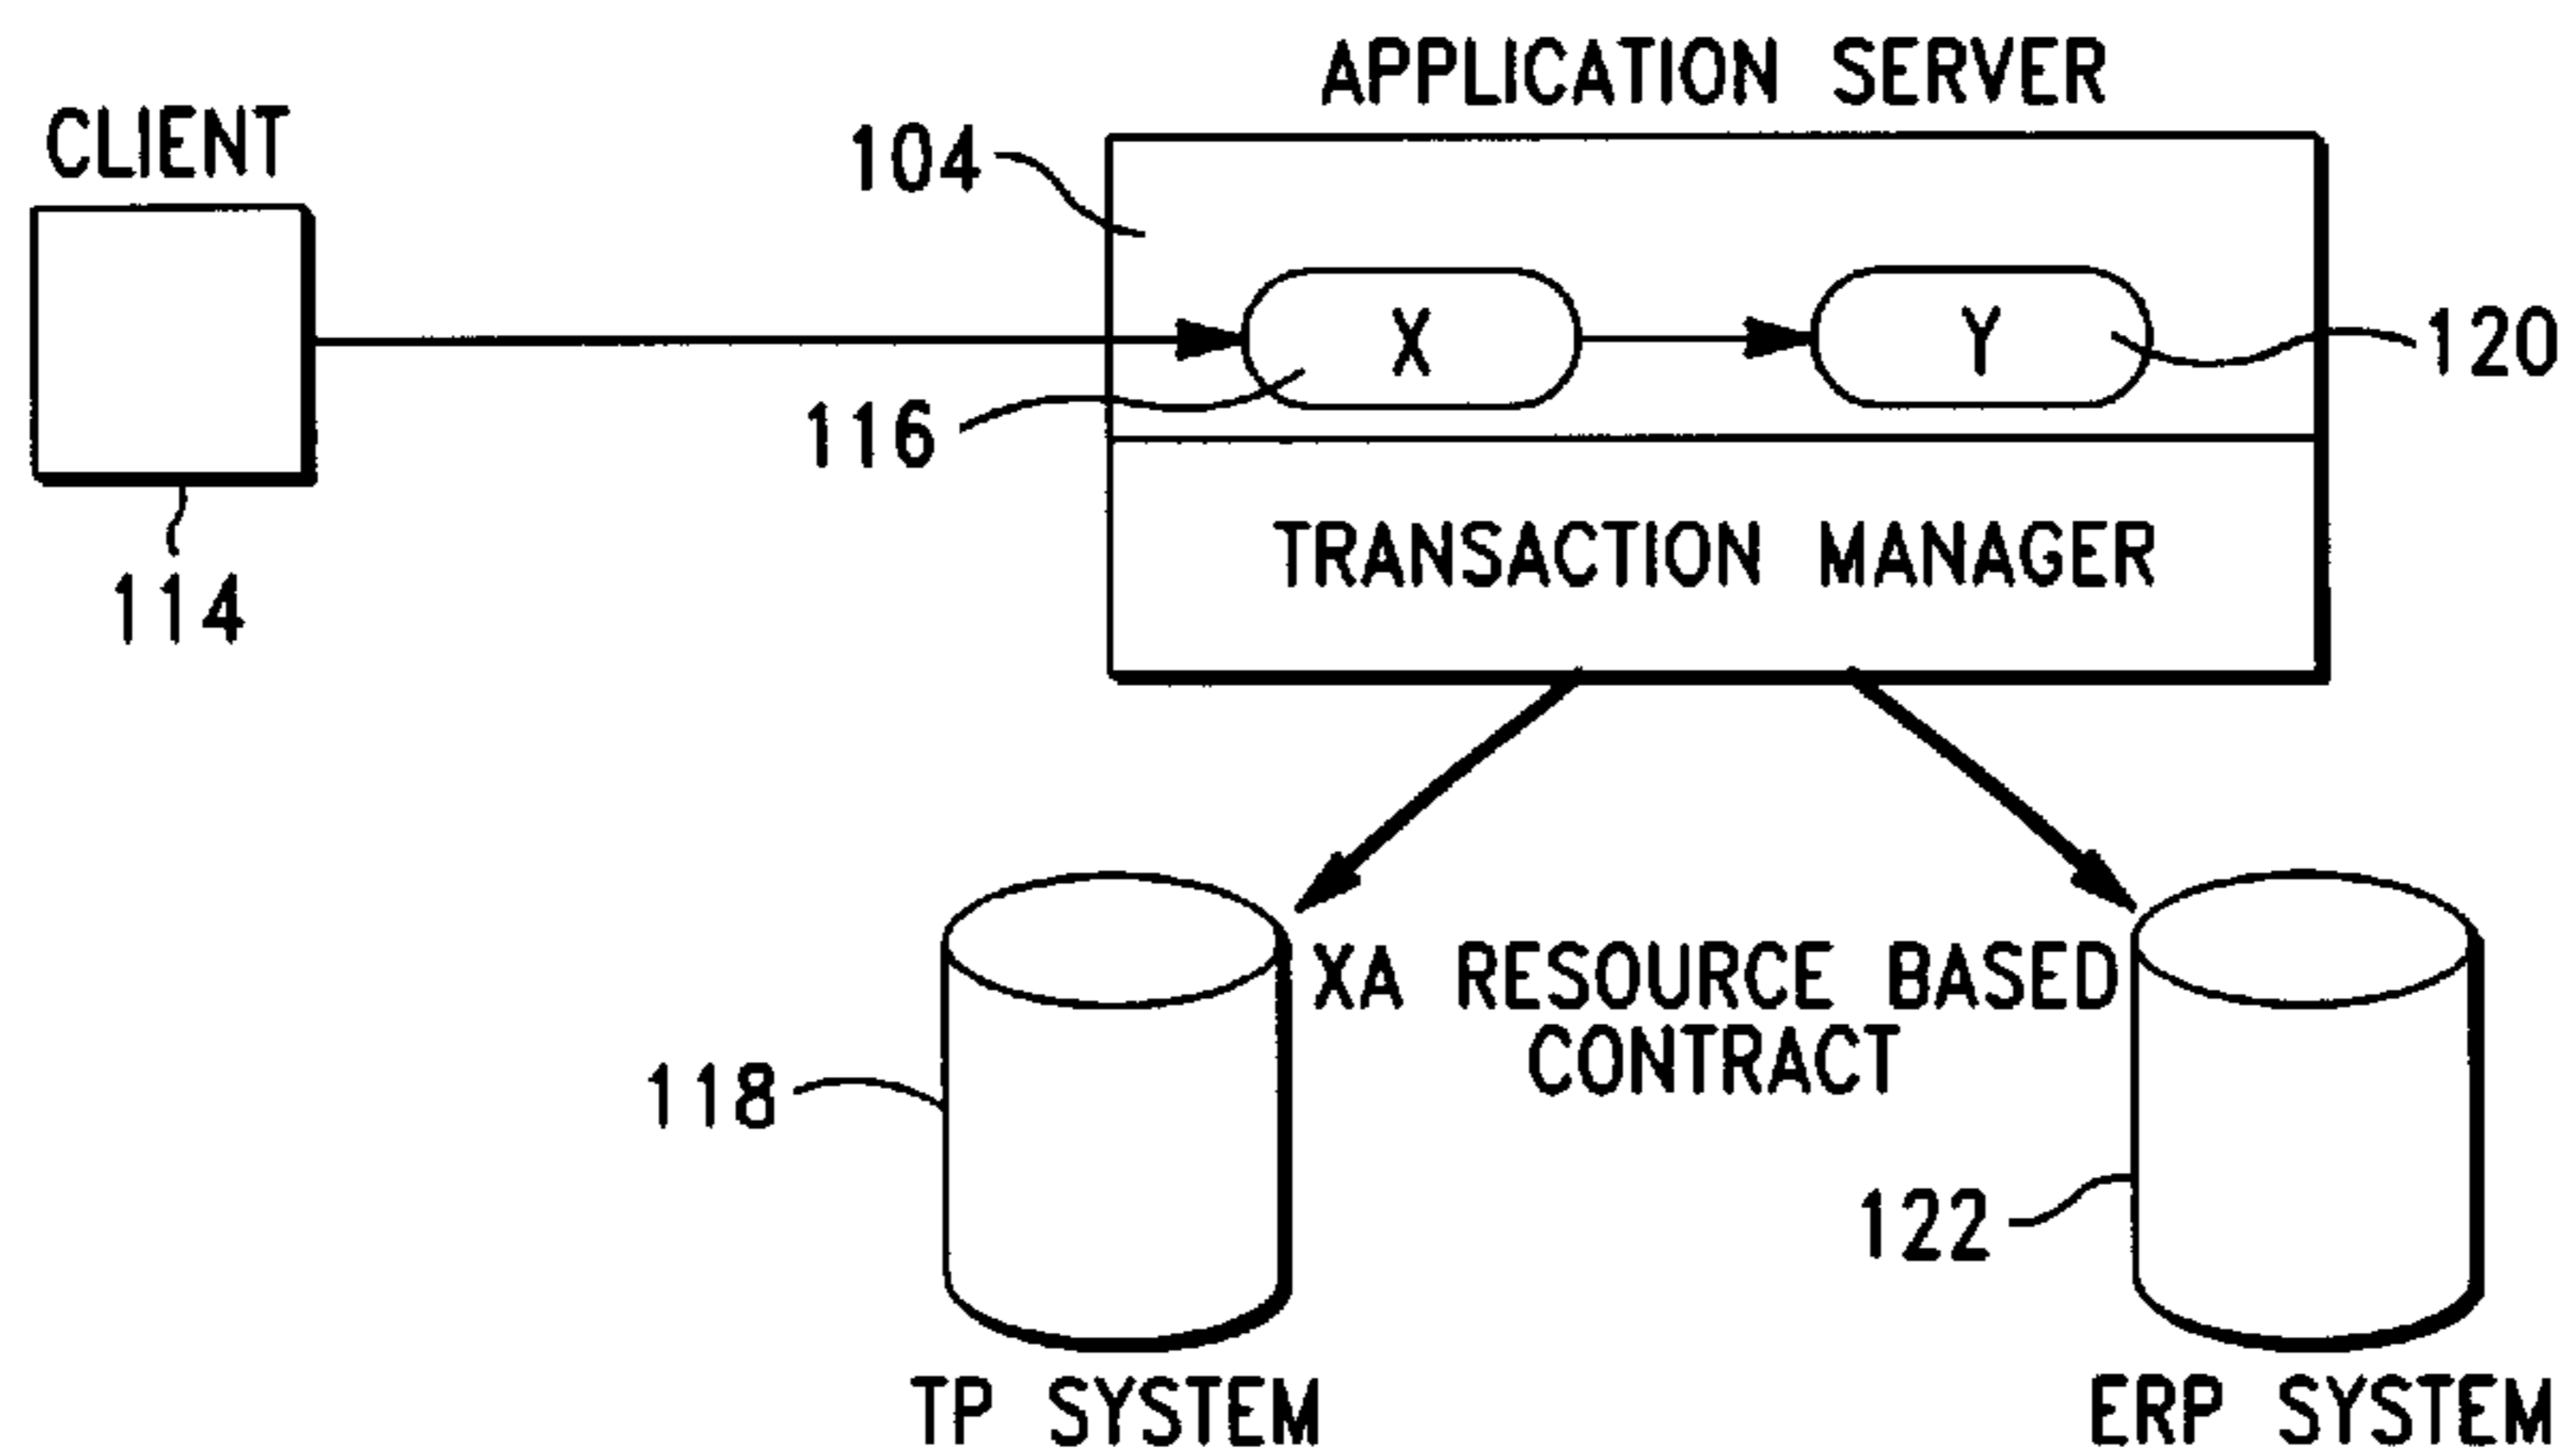 APPLICATION SERVER
CLIENT
104
X
Y
120
116
TRANSACTION MANAGER
114
XA RESOURCE BASED
CONTRACT
118
122
TP SYSTEM
ERP SYSTEM